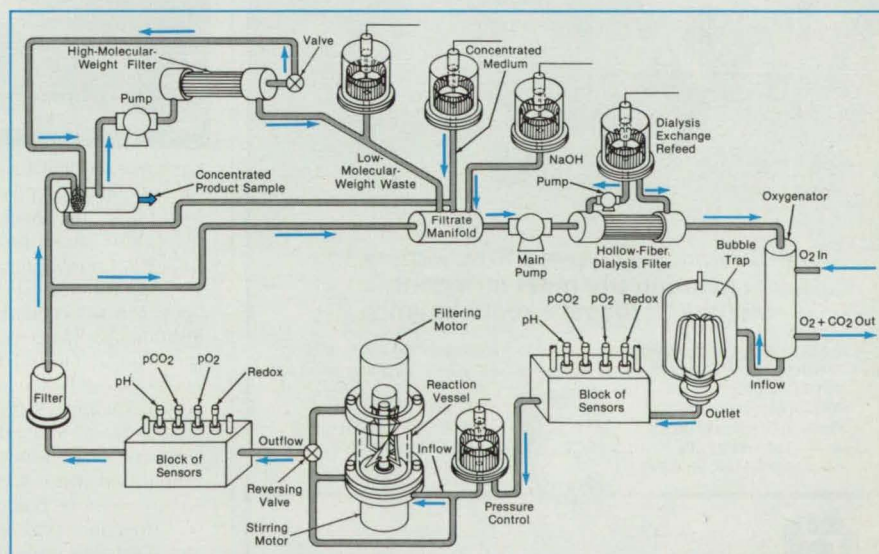 High-Molecular-
Weight Filter
Valve
Pump
Concentrated
Medium
NaOH
Dialysis
Exchange
Refeed
Pump
Concentrated
Product Sample
Low-
Molecular-
Weight Waste
Filtrate
Manifold
Main
Pump
Hollow-Fiber
Dialysis Filter
Oxygenator
Bubble
Trap
O2 In
O2 + CO2 Out
Inflow
Outlet
pH
pCO2
pO2
Redox
Block of
Sensors
Filtering
Motor
Reaction
Vessel
Inflow
Pressure
Control
Filter
pH
pCO2
pO2
Redox
Block of
Sensors
Outflow
Reversing
Valve
Stirring
Motor